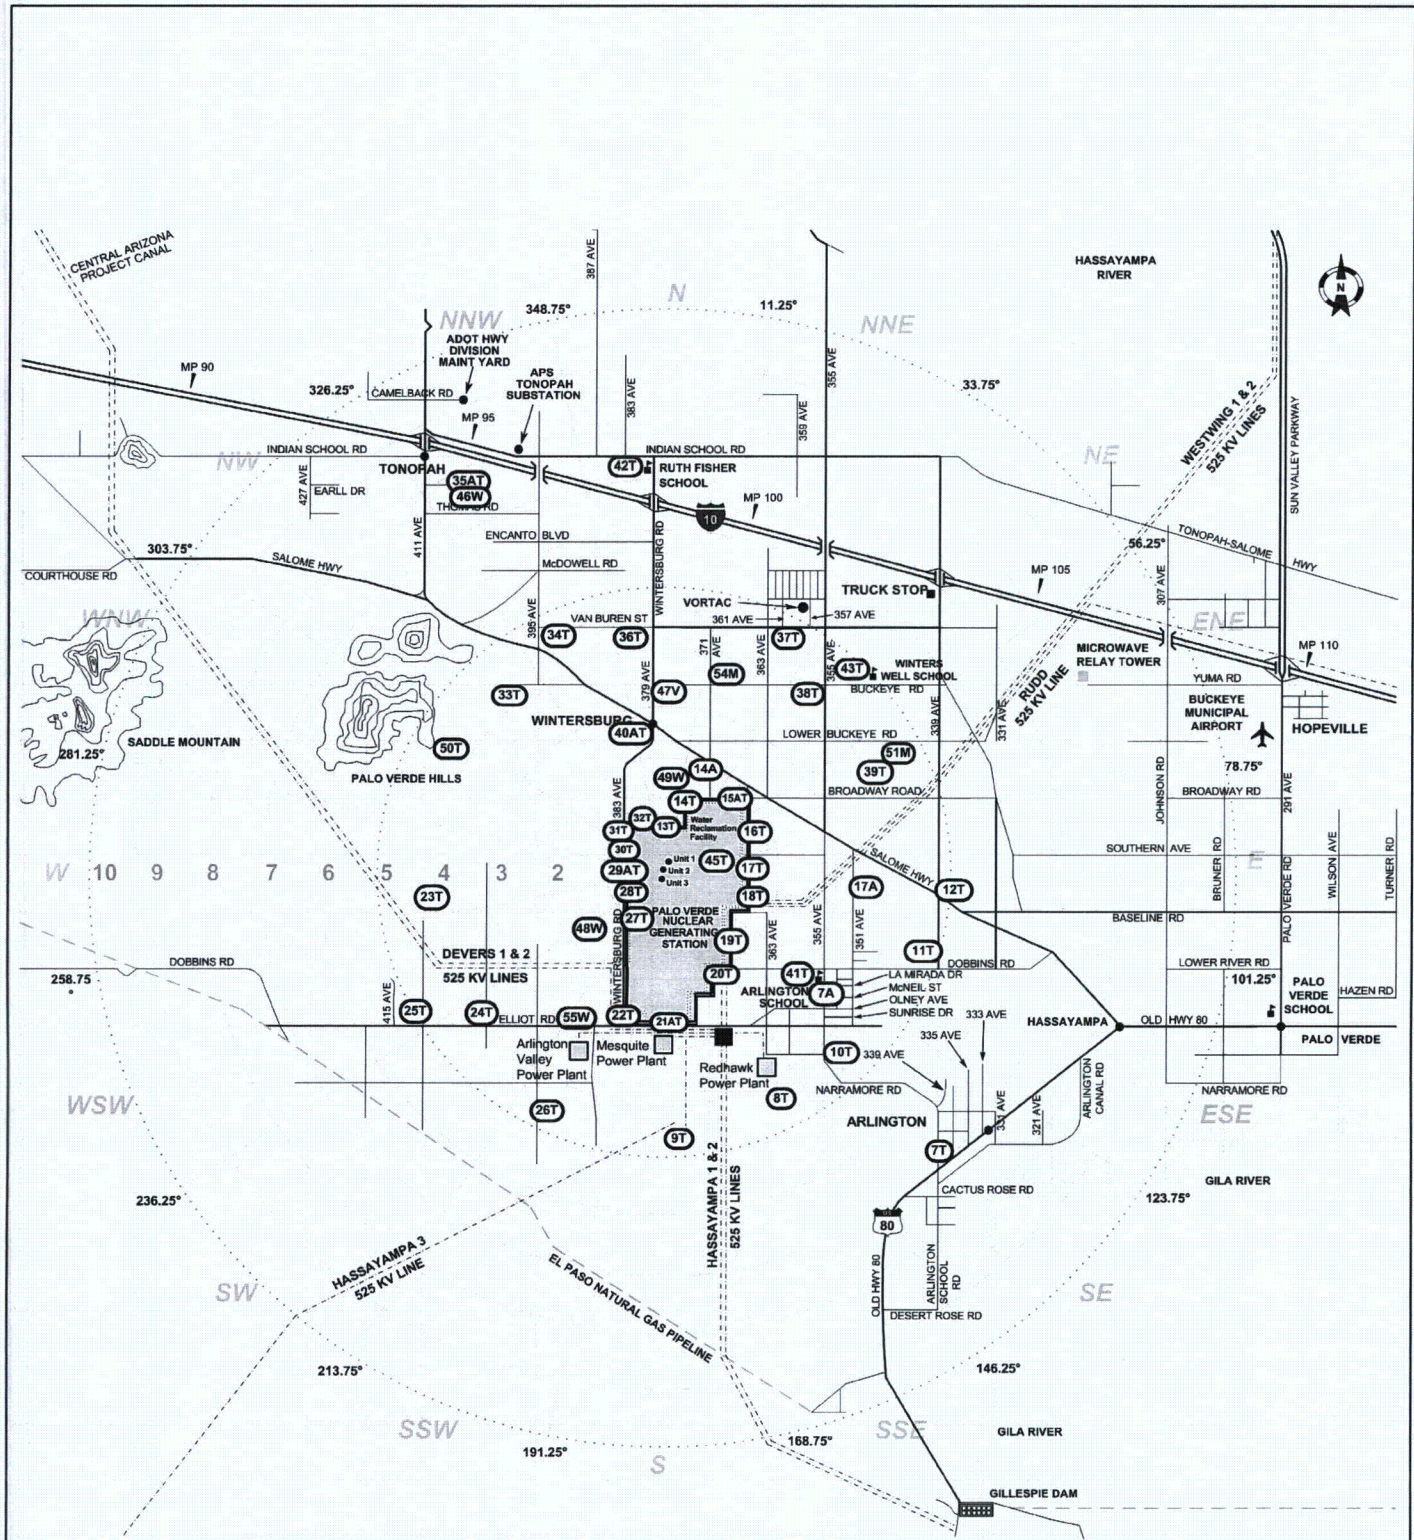 CENTRAL ARIZONA
PROJECT CANAL
387 AVE
HASSAYAMPA
RIVER
N
N
348.75°
11.25°
NNW
NNE
ADOT HWY
DIVISION
MAINT YARD
MP 90
326.25°
CAMELBACK RD
APS
TONOPAH
SUBSTATION
MP 95
383 AVE
355 AVE
359 AVE
33.75°
WESTWING 1 & 2
525 KV LINES
SUN VALLEY PARKWAY
NW
INDIAN SCHOOL RD
INDIAN SCHOOL RD
NE
TONOPAH
42T
RUTH FISHER
SCHOOL
427 AVE
EARLL DR
35AT
46W
THOMAS RD
MP 100
10
411 AVE
ENCANTO BLVD
WINTERSBURG RD
TONOPAH-SALOME HWY
56.25°
303.75°
SALOME HWY
McDOWELL RD
COURTHOUSE RD
MP 105
TRUCK STOP
307 AVE
VORTAC
361 AVE
357 AVE
WNW
395 AVE
VAN BUREN ST
34T
36T
37T
ENE
371 AVE
363 AVE
355 AVE
MICROWAVE
RELAY TOWER
MP 110
43T
WINTERS
WELL SCHOOL
54M
33T
379 AVE
47V
38T
BUCKEYE RD
RUDD
525 KV LINE
YUMA RD
339 AVE
331 AVE
BUCKEYE
MUNICIPAL
AIRPORT
HOPEVILLE
WINTERSBURG
40AT
LOWER BUCKEYE RD
281.25°
SADDLE MOUNTAIN
50T
51M
39T
78.75°
PALO VERDE HILLS
14A
49W
JOHNSON RD
291 AVE
383 AVE
14T
15AT
BROADWAY ROAD
BROADWAY RD
32T
13T
Water
Reclamation
Facility
31T
16T
30T
SOUTHERN AVE
W 10 9 8 7 6 5 4 3 2
29AT
Unit 1
Unit 2
Unit 3
45T
17T
SALOME HWY
E
BRUNER RD
PALO VERDE RD
WILSON AVE
TURNER RD
23T
28T
18T
17A
12T
27T
PALO VERDE
NUCLEAR
GENERATING
STATION
BASELINE RD
48W
WINTERSBURG RD
19T
363 AVE
355 AVE
351 AVE
11T
DEVERS 1 & 2
525 KV LINES
DOBBINS RD
DOBBINS RD
LOWER RIVER RD
258.75°
20T
41T
ARLINGTON
SCHOOL
7A
LA MIRADA DR
McNEIL ST
OLNEY AVE
SUNRISE DR
101.25°
PALO
VERDE
SCHOOL
HAZEN RD
415 AVE
25T
24T
ELLIOT RD
55W
22T
21AT
333 AVE
335 AVE
HASSAYAMPA
OLD HWY 80
PALO VERDE
Arlington
Valley
Power Plant
Mesquite
Power Plant
Redhawk
Power Plant
10T
339 AVE
NARRAMORE RD
ARLINGTON
CANAL RD
NARRAMORE RD
WSW
26T
8T
ARLINGTON
331 AVE
321 AVE
ESE
9T
7T
HASSAYAMPA 1 & 2
525 KV LINES
GILA RIVER
CACTUS ROSE RD
236.25°
123.75°
80
HASSAYAMPA 3
525 KV LINE
EL PASO NATURAL GAS PIPELINE
OLD HWY 80
ARLINGTON
SCHOOL
RD
SW
SE
DESERT ROSE RD
213.75°
146.25°
SSW
SSE
GILA RIVER
191.25°
168.75°
S
GILLESPIE DAM